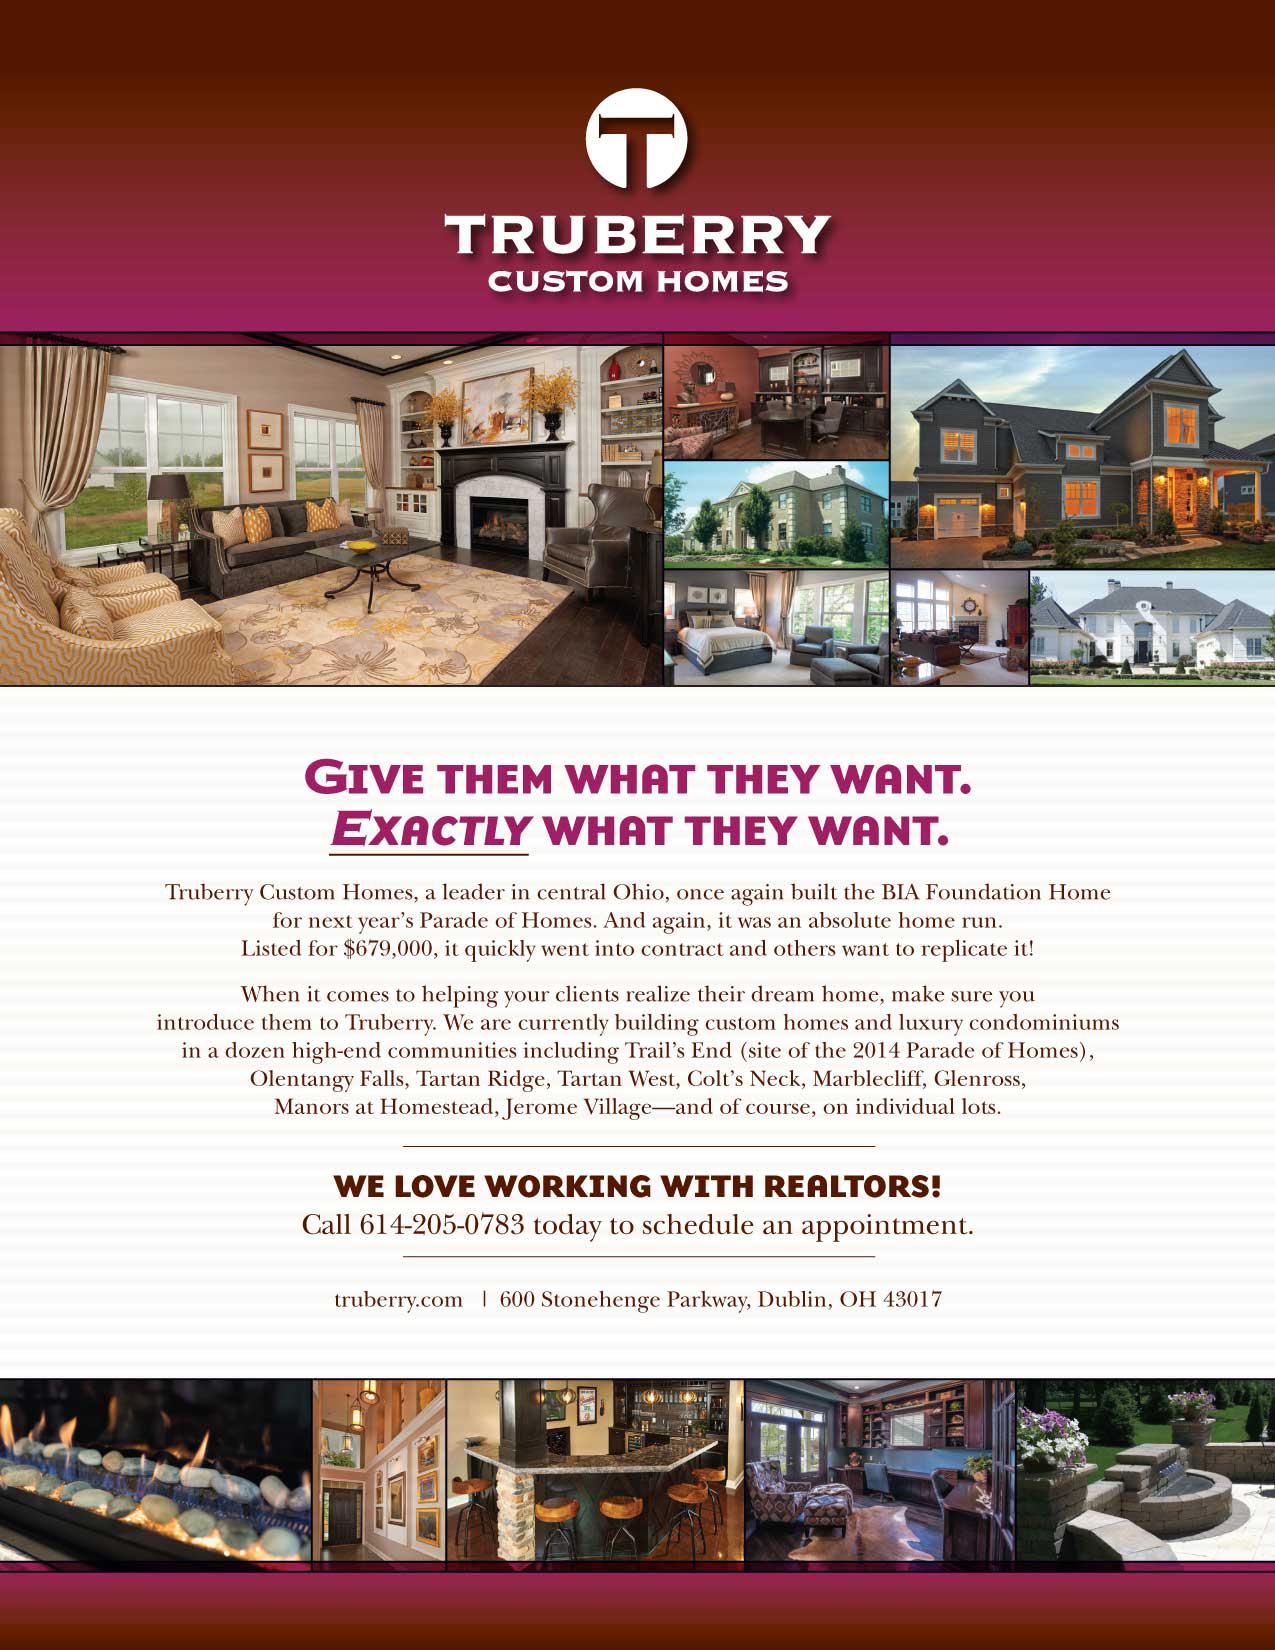 T
TRUBERRY
CUSTOM HOMES
GIVE THEM WHAT THEY WANT.
EXACTLY WHAT THEY WANT.
Truberry Custom Homes, a leader in central Ohio, once again built the BIA Foundation Home
for next year’s Parade of Homes. And again, it was an absolute home run.
Listed for $679,000, it quickly went into contract and others want to replicate it!
When it comes to helping your clients realize their dream home, make sure you
introduce them to Truberry. We are currently building custom homes and luxury condominiums
in a dozen high-end communities including Trail’s End (site of the 2014 Parade of Homes),
Olentangy Falls, Tartan Ridge, Tartan West, Colt’s Neck, Marblecliff, Glenross,
Manors at Homestead, Jerome Village—and of course, on individual lots.
WE LOVE WORKING WITH REALTORS!
Call 614-205-0783 today to schedule an appointment.
truberry.com | 600 Stonehenge Parkway, Dublin, OH 43017